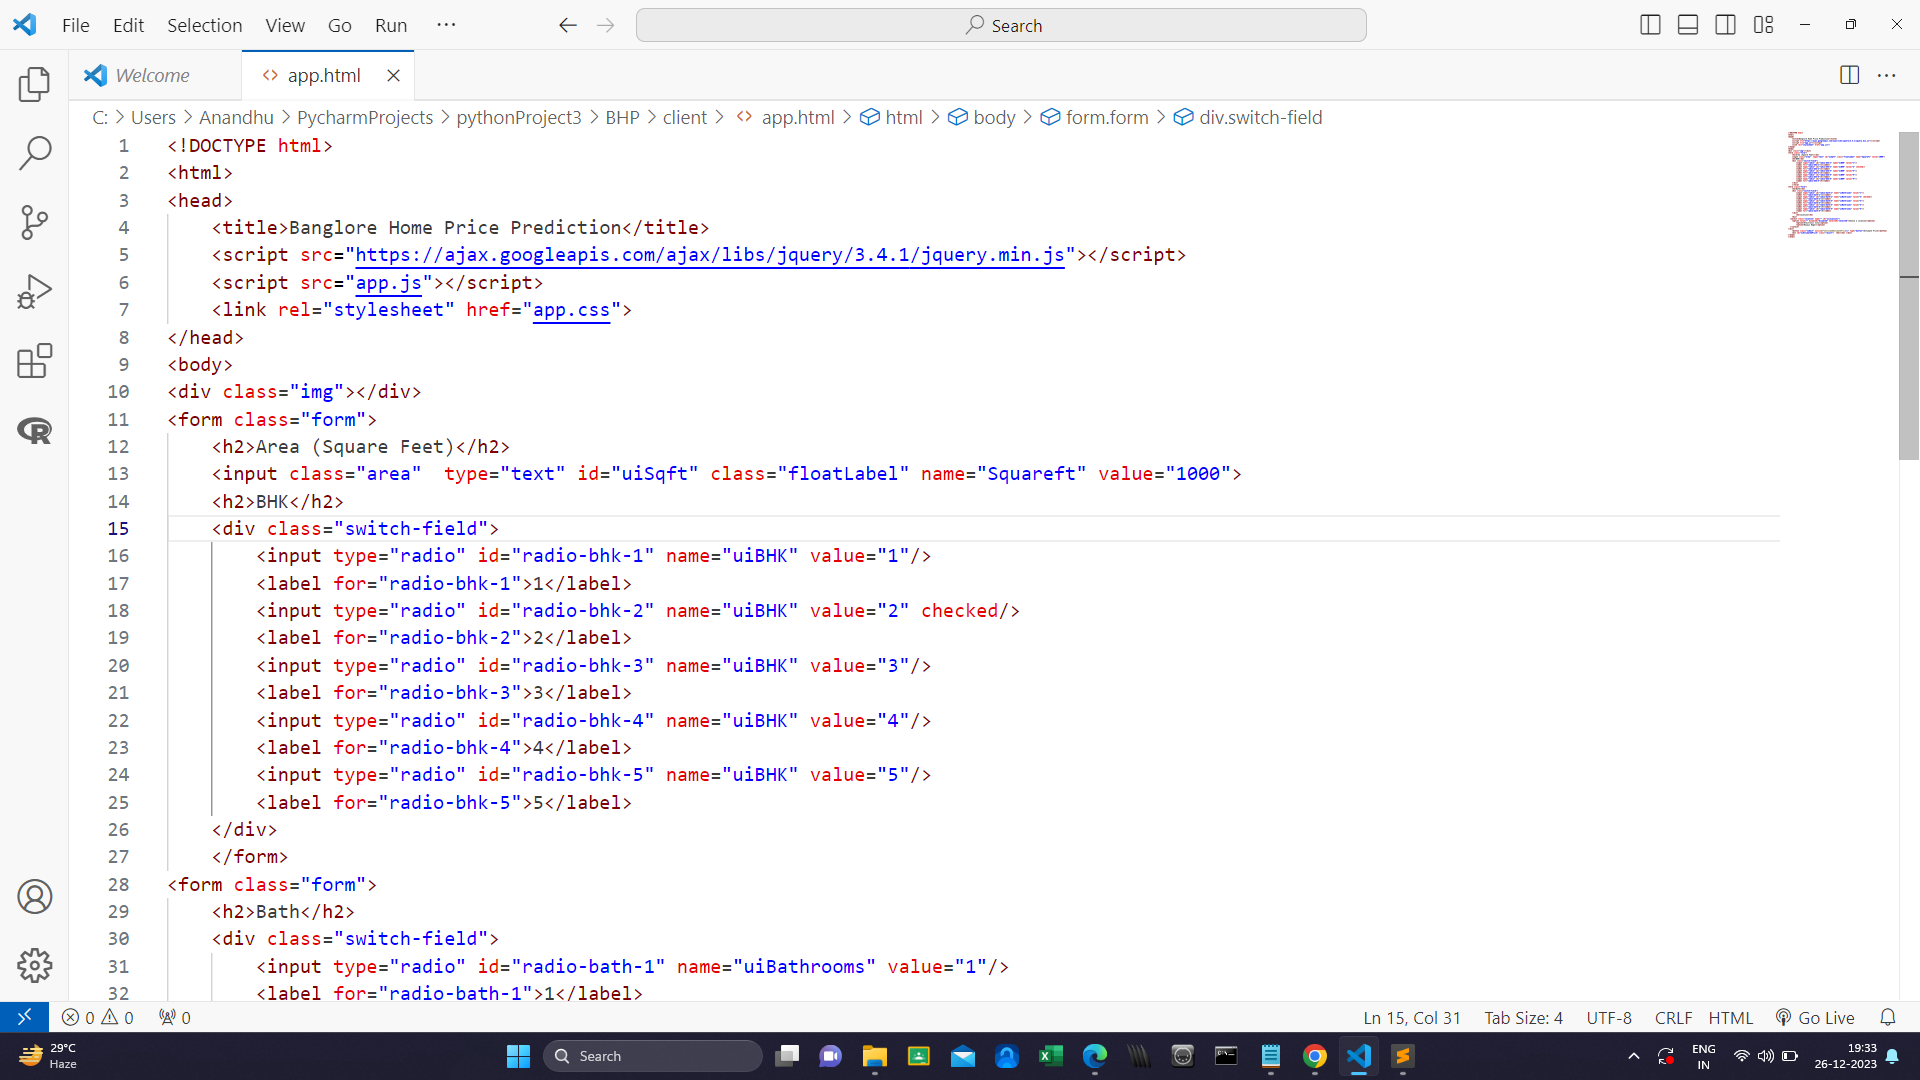 File Edit Selection View Go Run ··· Search
Welcome app.html
C: > Users > Anandhu > PycharmProjects > pythonProject3 > BHP > client > app.html > html > body > form.form > div.switch-field
1 <!DOCTYPE html>
2 <html>
3 <head>
4 <title>Banglore Home Price Prediction</title>
5 <script src="https://ajax.googleapis.com/ajax/libs/jquery/3.4.1/jquery.min.js"></script>
6 <script src="app.js"></script>
7 <link rel="stylesheet" href="app.css">
8 </head>
9 <body>
10 <div class="img"></div>
11 <form class="form">
12 <h2>Area (Square Feet)</h2>
13 <input class="area"  type="text" id="uiSqft" class="floatLabel" name="Squareft" value="1000">
14 <h2>BHK</h2>
15 <div class="switch-field">
16 <input type="radio" id="radio-bhk-1" name="uiBHK" value="1"/>
17 <label for="radio-bhk-1">1</label>
18 <input type="radio" id="radio-bhk-2" name="uiBHK" value="2" checked/>
19 <label for="radio-bhk-2">2</label>
20 <input type="radio" id="radio-bhk-3" name="uiBHK" value="3"/>
21 <label for="radio-bhk-3">3</label>
22 <input type="radio" id="radio-bhk-4" name="uiBHK" value="4"/>
23 <label for="radio-bhk-4">4</label>
24 <input type="radio" id="radio-bhk-5" name="uiBHK" value="5"/>
25 <label for="radio-bhk-5">5</label>
26 </div>
27 </form>
28 <form class="form">
29 <h2>Bath</h2>
30 <div class="switch-field">
31 <input type="radio" id="radio-bath-1" name="uiBathrooms" value="1"/>
32 <label for="radio-bath-1">1</label>
0 0 0 Ln 15, Col 31 Tab Size: 4 UTF-8 CRLF HTML Go Live
29°C
Haze
Search
ENG
IN
19:33
26-12-2023